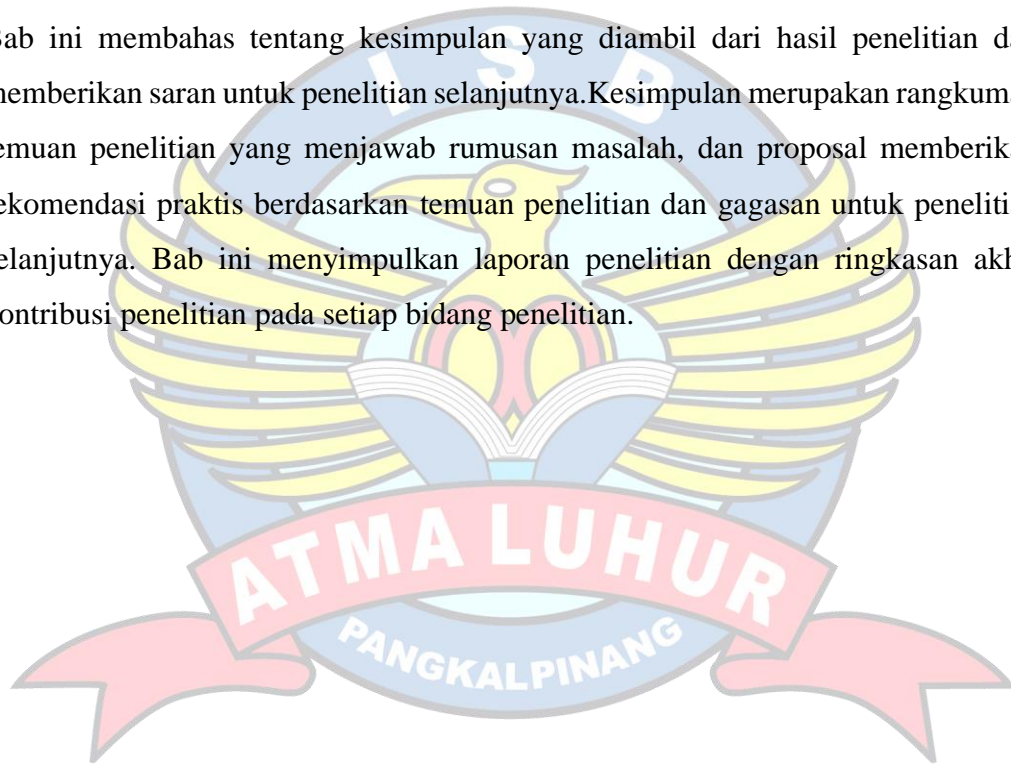 Bab ini membahas tentang kesimpulan yang diambil dari hasil penelitian da
memberikan saran untuk penelitian selanjutnya.Kesimpulan merupakan rangkuma
emuan penelitian yang menjawab rumusan masalah, dan proposal memberika
ekomendasi praktis berdasarkan temuan penelitian dan gagasan untuk peneliti
elanjutnya. Bab ini menyimpulkan laporan penelitian dengan ringkasan akh
ontribusi penelitian pada setiap bidang penelitian.
I S B
ATMA LUHUR
PANGKALPINANG